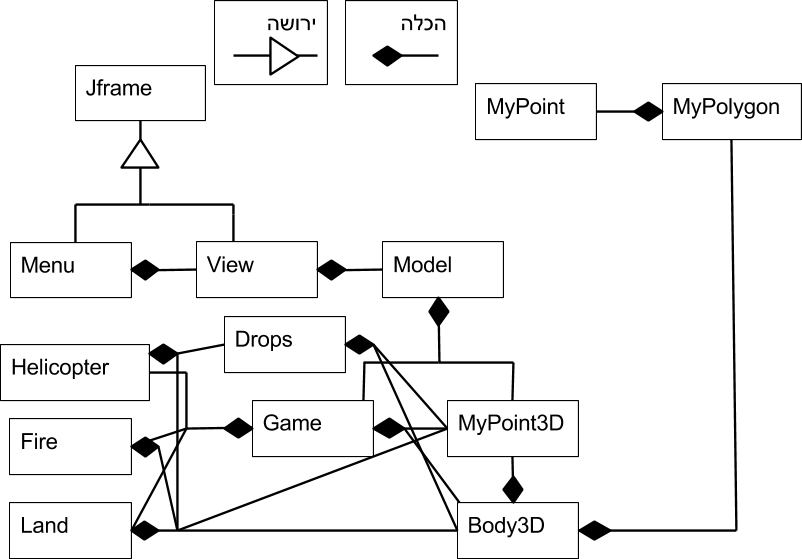 ירושה
הכלה
Jframe
MyPoint
MyPolygon
Menu
View
Model
Helicopter
Drops
Fire
Game
MyPoint3D
Land
Body3D